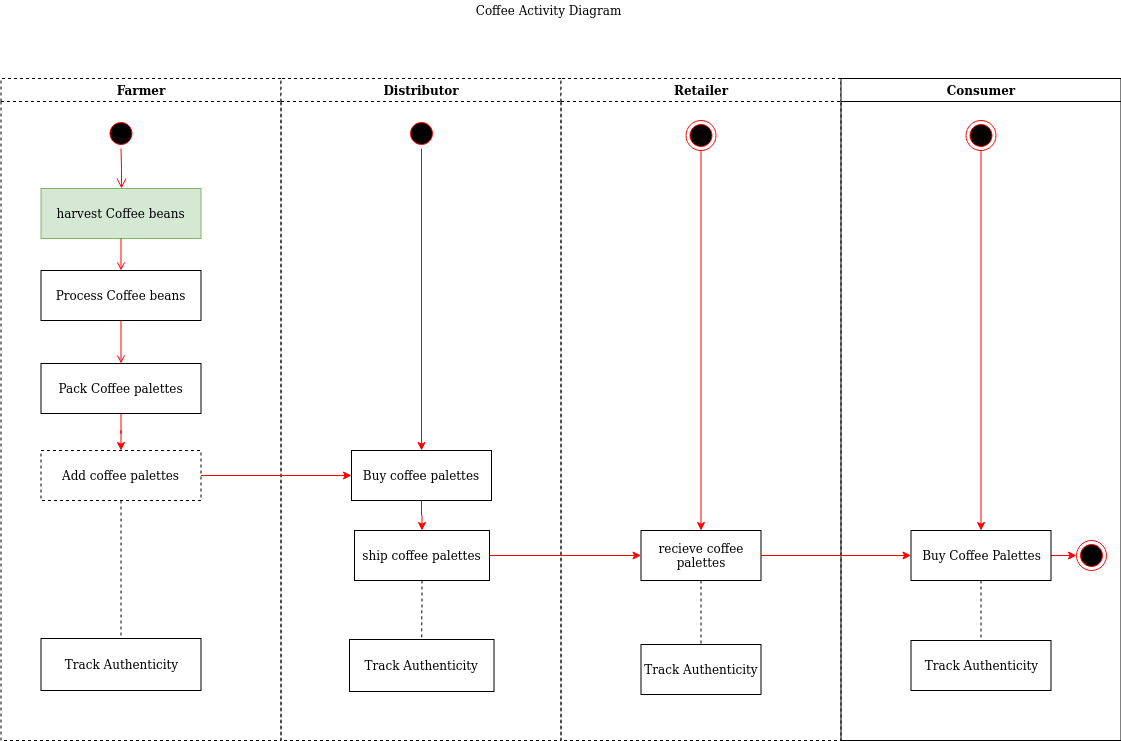 Coffee Activity Diagram
Farmer
Distributor
Retailer
Consumer
harvest Coffee beans
Process Coffee beans
Pack Coffee palettes
Add coffee palettes
Buy coffee palettes
ship coffee palettes
recieve coffee
palettes
Buy Coffee Palettes
Track Authenticity
Track Authenticity
Track Authenticity
Track Authenticity